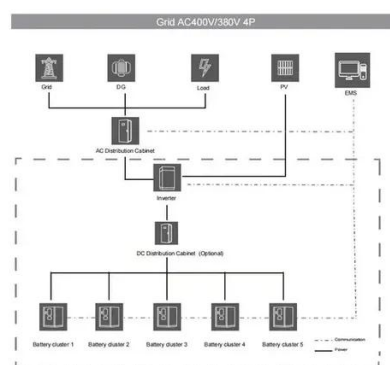 Grid AC400V/380V 4P
Grid
DG
Load
PV
EMS
AC Distribution Cabinet
Inverter
DC Distribution Cabinet (Optional)
Battery cluster 1
Battery cluster 2
Battery cluster 3
Battery cluster 4
Battery cluster 5
Communication
Power